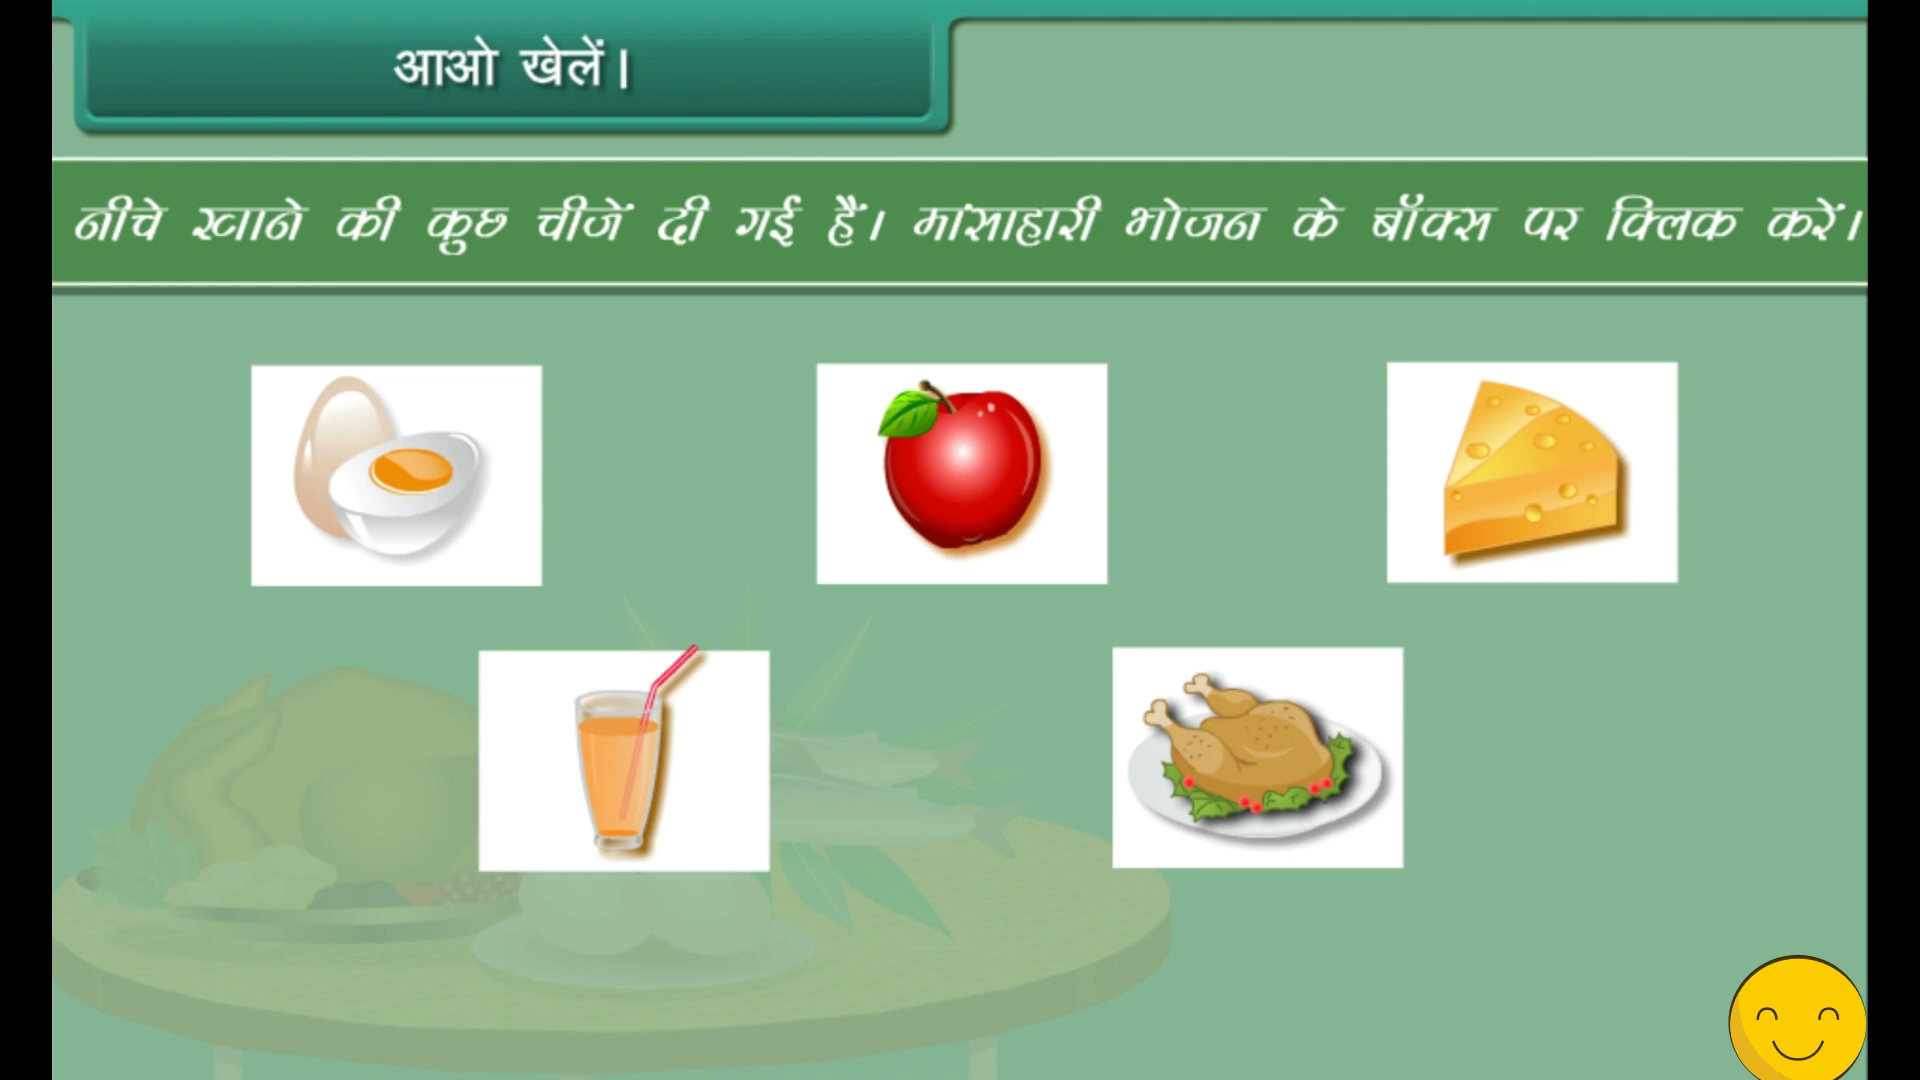 आओ खेलें।
नीचे खाने की कुछ चीजें दी गई हैं। मांसाहारी भोजन के बॉक्स पर क्लिक करें।